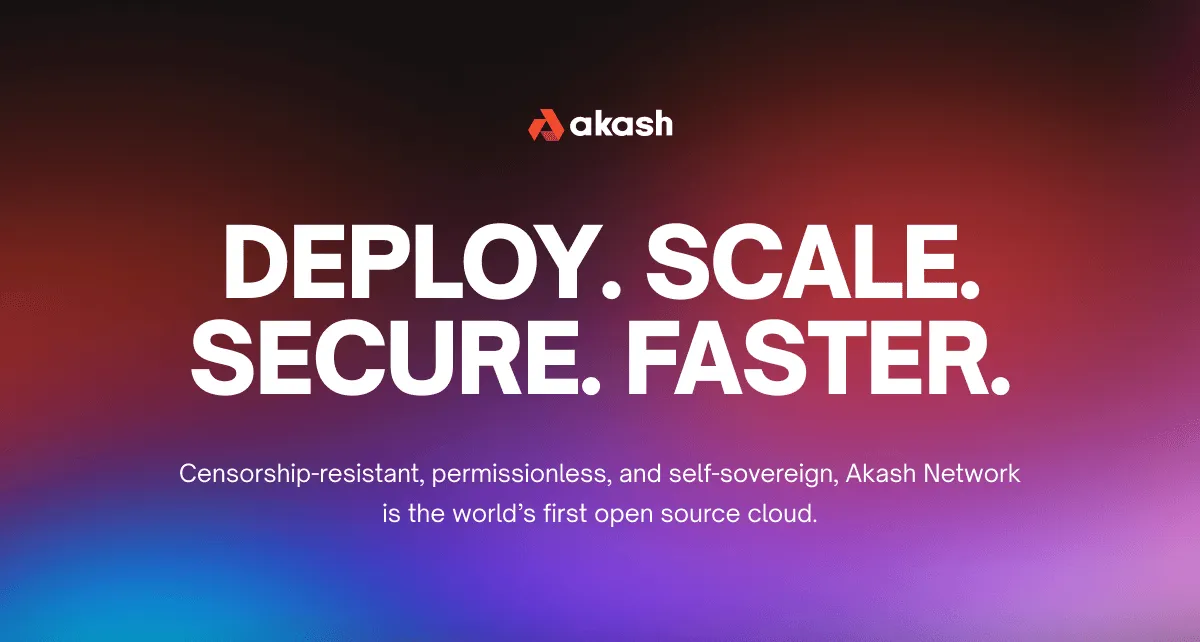 akash
DEPLOY. SCALE.
SECURE. FASTER.
Censorship-resistant, permissionless, and self-sovereign, Akash Network
is the world’s first open source cloud.